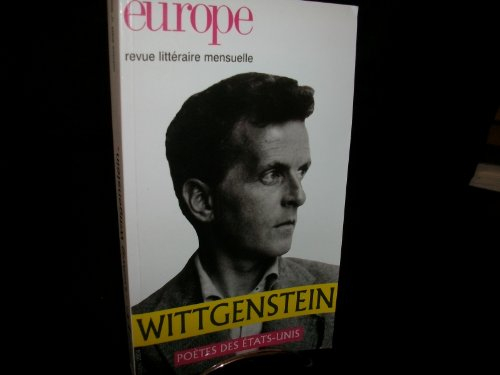 europe
revue littéraire mensuelle
WITTGENSTEIN
POÈTES DES ÉTATS-UNIS